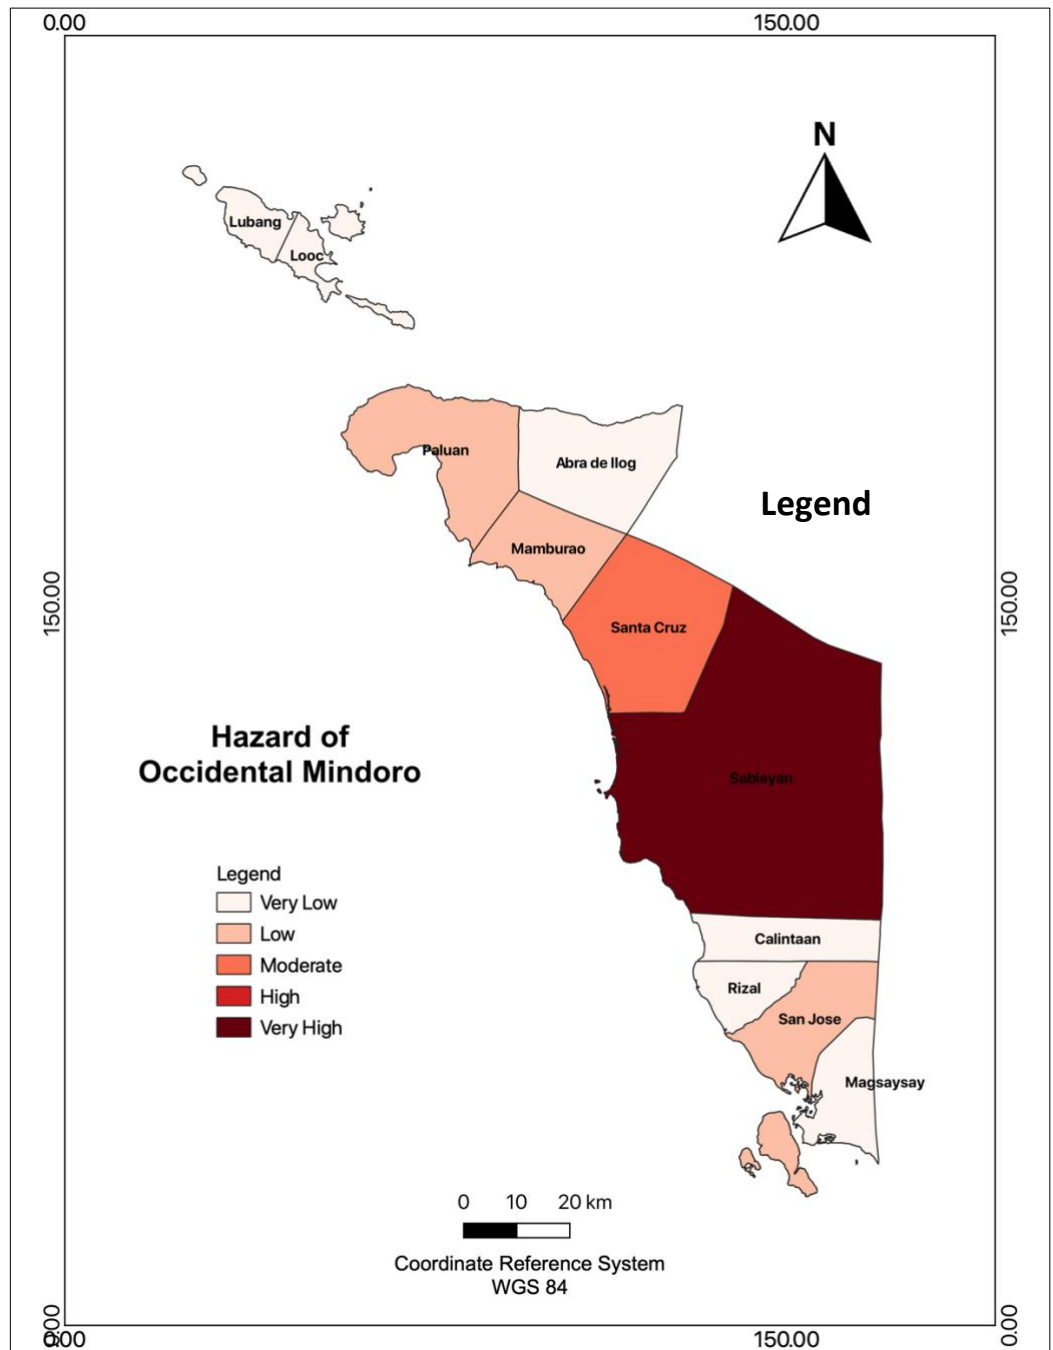 0.00
150.00
N
Lubang
Looc
Paluan
Abra de Ilog
Legend
Mamburao
150.00
150.00
Santa Cruz
Hazard of
Occidental Mindoro
Sablayan
Legend
Very Low
Low
Moderate
High
Very High
Calintaan
Rizal
San Jose
Magsaysay
0 10 20 km
Coordinate Reference System
WGS 84
0.00
0.00
0.00
150.00